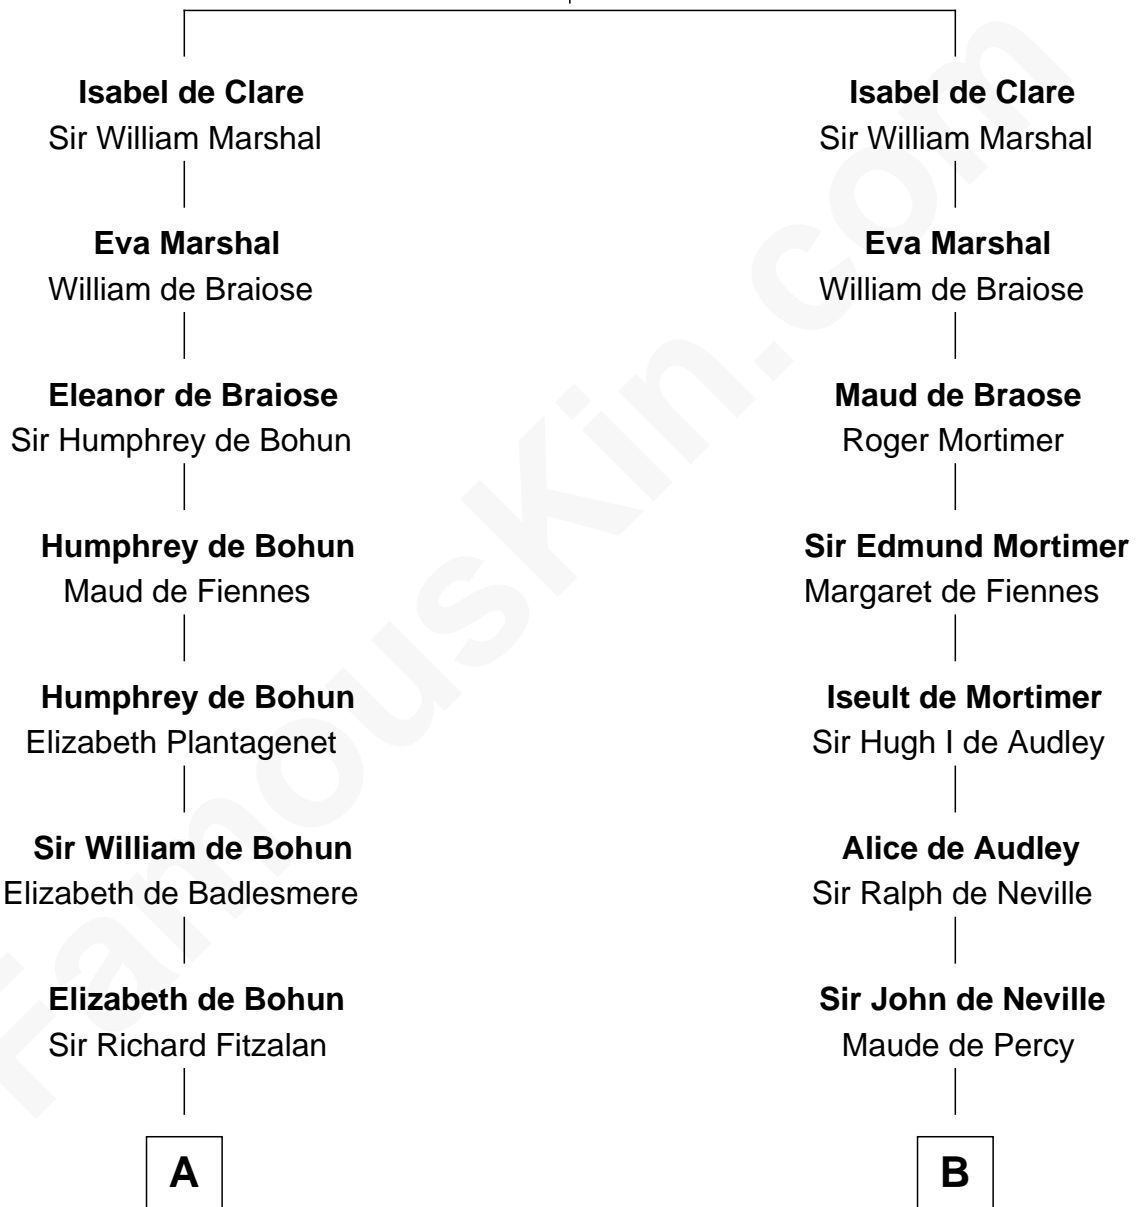 Isabel de Clare
Sir William Marshal
Eva Marshal
William de Braiose
Eleanor de Braiose
Sir Humphrey de Bohun
Humphrey de Bohun
Maud de Fiennes
Humphrey de Bohun
Elizabeth Plantagenet
Sir William de Bohun
Elizabeth de Badlesmere
Elizabeth de Bohun
Sir Richard Fitzalan
A
Isabel de Clare
Sir William Marshal
Eva Marshal
William de Braiose
Maud de Braose
Roger Mortimer
Sir Edmund Mortimer
Margaret de Fiennes
Iseult de Mortimer
Sir Hugh I de Audley
Alice de Audley
Sir Ralph de Neville
Sir John de Neville
Maude de Percy
B
FamousKin.com